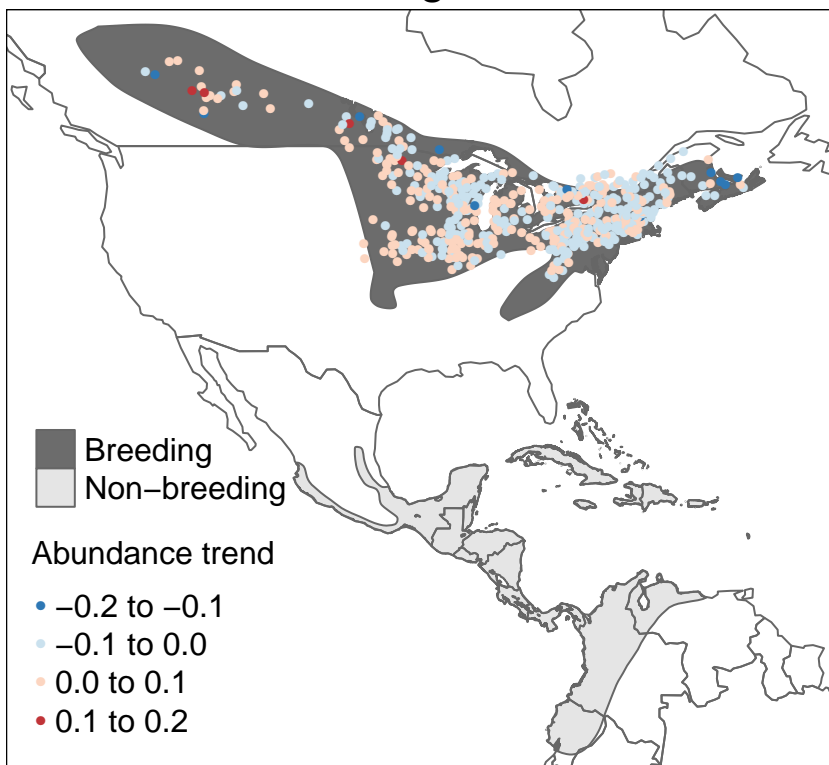 Breeding
Non−breeding
Abundance trend
−0.2 to −0.1
−0.1 to 0.0
0.0 to 0.1
0.1 to 0.2